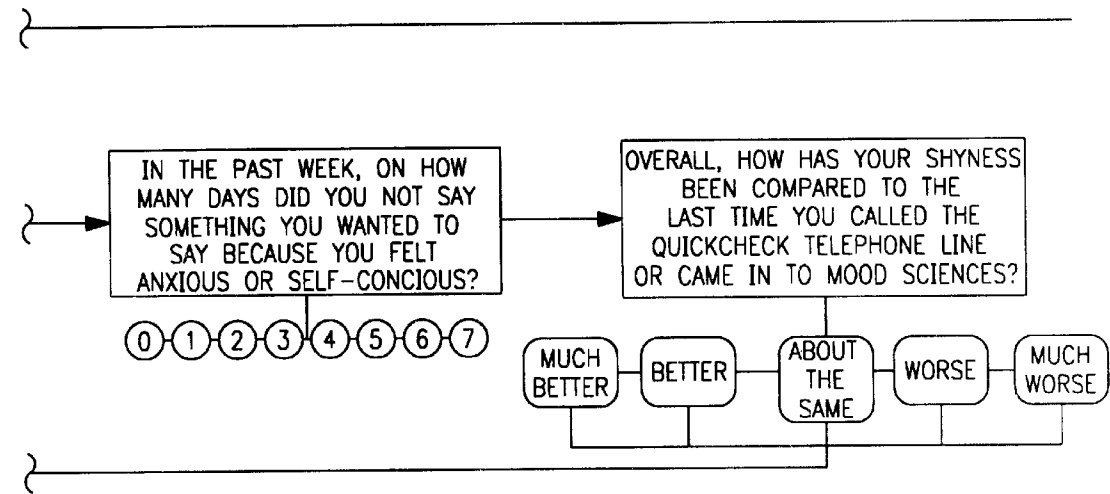 IN THE PAST WEEK, ON HOW
MANY DAYS DID YOU NOT SAY
SOMETHING YOU WANTED TO
SAY BECAUSE YOU FELT
ANXIOUS OR SELF-CONCIOUS?
0 1 2 3 4 5 6 7
OVERALL, HOW HAS YOUR SHYNESS
BEEN COMPARED TO THE
LAST TIME YOU CALLED THE
QUICKCHECK TELEPHONE LINE
OR CAME IN TO MOOD SCIENCES?
MUCH
BETTER
BETTER
ABOUT
THE
SAME
WORSE
MUCH
WORSE